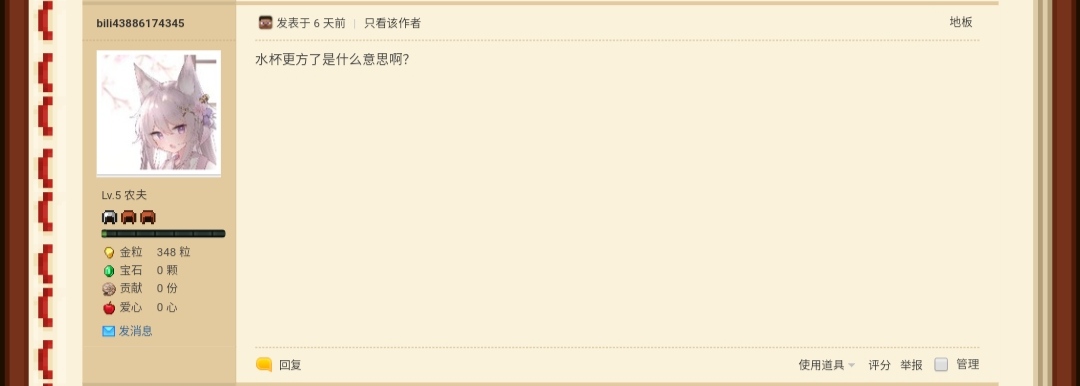 bili43886174345
发表于 6 天前 | 只看该作者
地板
水杯更方了是什么意思啊?
Lv.5 农夫
金粒 348 粒
宝石 0 颗
贡献 0 份
爱心 0 心
发消息
回复
使用道具 评分 举报 管理